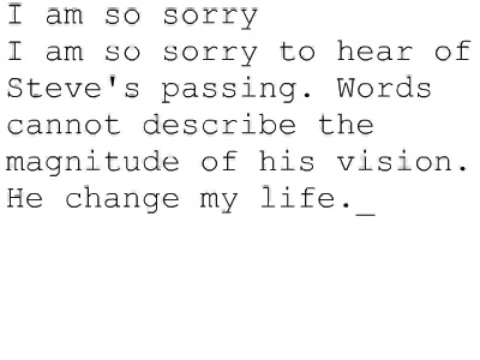 I am so sorry
I am so sorry to hear of
Steve's passing. Words
cannot describe the
magnitude of his vision.
He change my life._